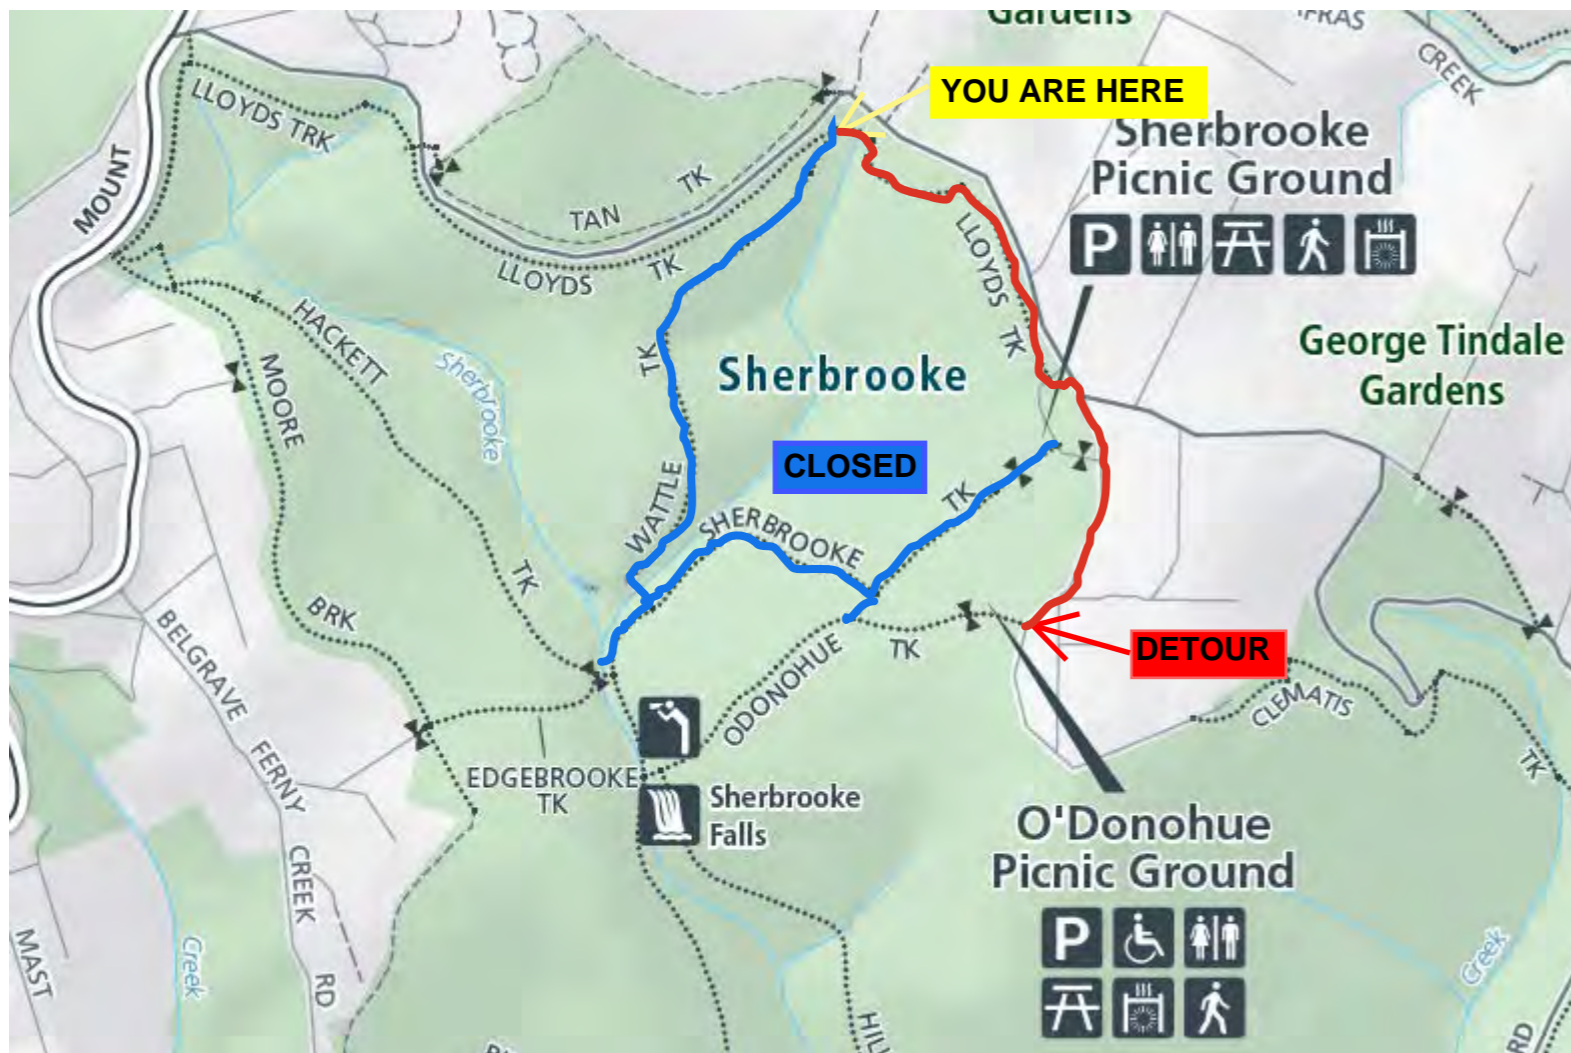 Gardens
FRAS
CREEK
YOU ARE HERE
Sherbrooke
Picnic Ground
P
LLOYDS TRK
MOUNT
TAN TK
LLOYDS TK
LLOYDS TK
HACKETT
TK
MOORE
BRK
Sherbrooke
TK
WATTLE
Sherbrooke
George Tindale
Gardens
CLOSED
TK
SHERBROOKE
DETOUR
TK
ODONOHUE
CLEMATIS
TK
BELGRAVE
FERNY
CREEK
RD
EDGEBROOKE
TK
Sherbrooke
Falls
O'Donohue
Picnic Ground
P
MAST
Creek
Creek
RD